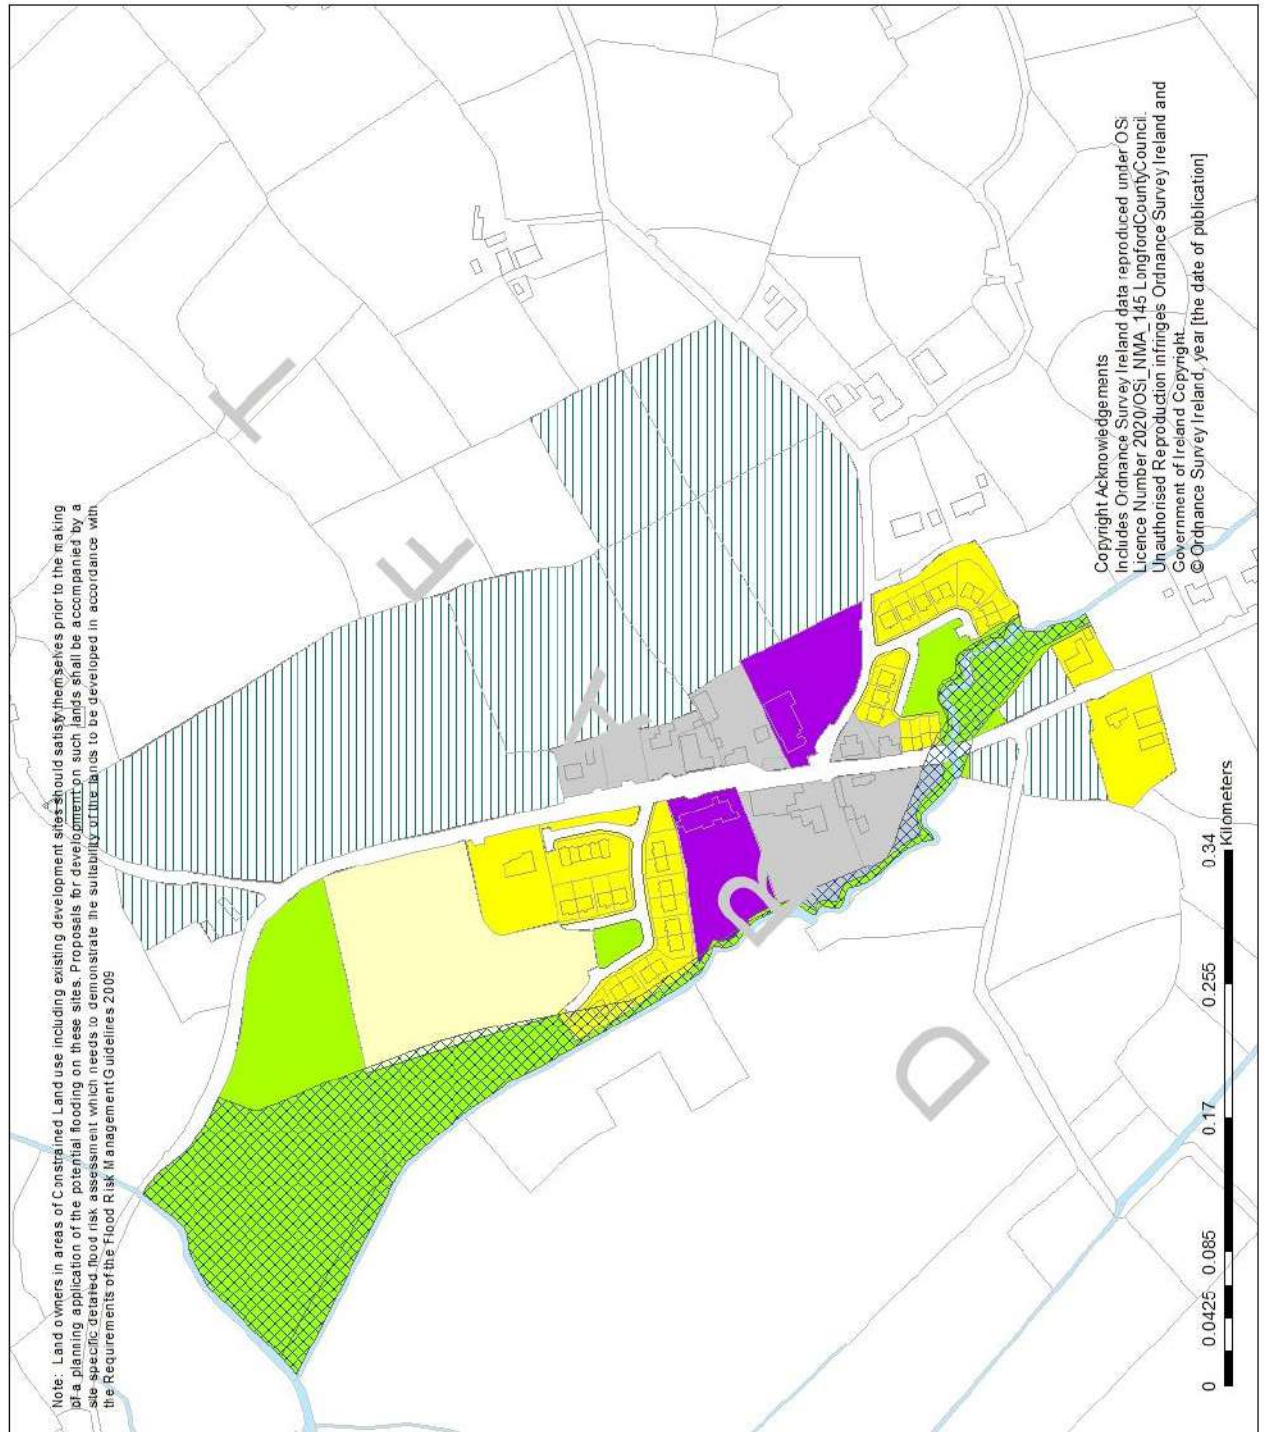 Note: Land owners in areas of Constrained Land use including existing development sites should satisfy themselves prior to the making
of a planning application of the potential flooding on these sites. Proposals for development on such lands shall be accompanied by a
site specific detailed flood risk assessment which needs to demonstrate the suitability of the lands to be developed in accordance with
the Requirements of the Flood Risk Management Guidelines 2009
DRAFT
Copyright Acknowledgements
Includes Ordnance Survey Ireland data reproduced under OSi
Licence Number 2020/OSi_NMA_145 LongfordCountyCouncil.
Unauthorised Reproduction infringes Ordnance Survey Ireland and
Government of Ireland Copyright.
© Ordnance Survey Ireland, year [the date of publication]
0 0.0425 0.085 0.17 0.255 0.34
Kilometers